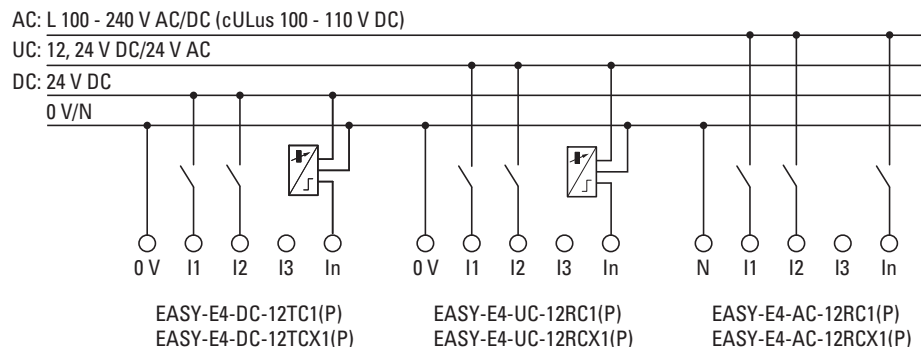 AC: L 100 - 240 V AC/DC (cULus 100 - 110 V DC)
UC: 12, 24 V DC/24 V AC
DC: 24 V DC
0 V/N
0 V I1 I2 I3 In 0 V I1 I2 I3 In N I1 I2 I3 In
EASY-E4-DC-12TC1(P) EASY-E4-UC-12RC1(P) EASY-E4-AC-12RC1(P)
EASY-E4-DC-12TCX1(P) EASY-E4-UC-12RCX1(P) EASY-E4-AC-12RCX1(P)